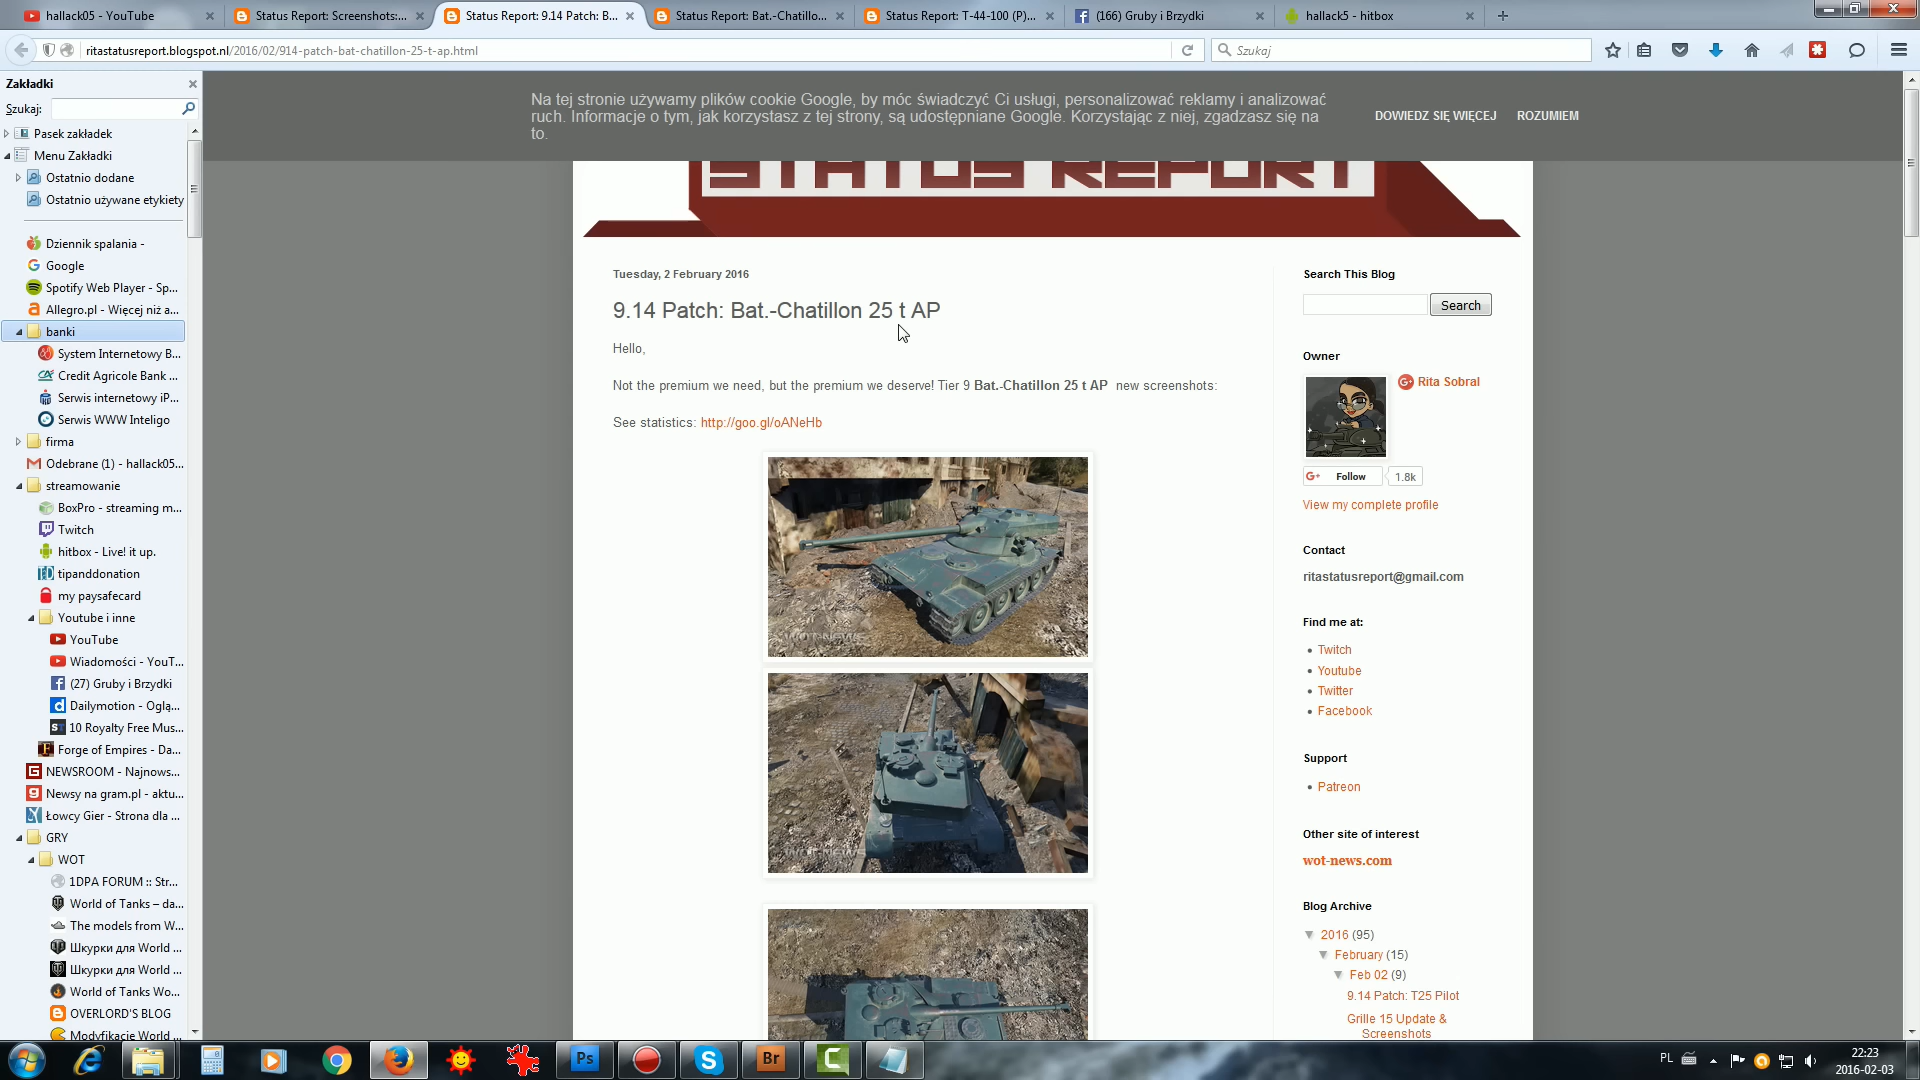 hallack05 - YouTube
Status Report: Screenshots:...
Status Report: 9.14 Patch: B...
Status Report: Bat.-Chatillo...
Status Report: T-44-100 (P)...
(166) Gruby i Brzydki
hallack5 - hitbox
ritastatusreport.blogspot.nl/2016/02/914-patch-bat-chatillon-25-t-ap.html
Szukaj
Zakładki
Szukaj:
Pasek zakładek
Menu Zakładki
Ostatnio dodane
Ostatnio używane etykiety
Dziennik spalania -
Google
Spotify Web Player - Sp...
Allegro.pl - Więcej niż a...
banki
System Internetowy B...
Credit Agricole Bank ...
Serwis internetowy iP...
Serwis WWW Inteligo
firma
Odebrane (1) - hallack05...
streamowanie
BoxPro - streaming m...
Twitch
hitbox - Live! it up.
tipanddonation
my paysafecard
Youtube i inne
YouTube
Wiadomości - YouT...
(27) Gruby i Brzydki
Dailymotion - Oglą...
10 Royalty Free Mus...
Forge of Empires - Da...
NEWSROOM - Najnows...
Newsy na gram.pl - aktu...
Łowcy Gier - Strona dla ...
GRY
WOT
1DPA FORUM :: Str...
World of Tanks – da...
The models from W...
Шкурки для World ...
Шкурки для World ...
World of Tanks Wo...
OVERLORD'S BLOG
Modyfikacje World
Na tej stronie używamy plików cookie Google, by móc świadczyć Ci usługi, personalizować reklamy i analizować
ruch. Informacje o tym, jak korzystasz z tej strony, są udostępniane Google. Korzystając z niej, zgadzasz się na
to.
DOWIEDZ SIĘ WIĘCEJ
ROZUMIEM
STATUS REPORT
Tuesday, 2 February 2016
9.14 Patch: Bat.-Chatillon 25 t AP
Hello,
Not the premium we need, but the premium we deserve! Tier 9 Bat.-Chatillon 25 t AP new screenshots:
See statistics: http://goo.gl/oANeHb
WOT-NEWS
Search This Blog
Search
Owner
Rita Sobral
G+ Follow
1.8k
View my complete profile
Contact
ritastatusreport@gmail.com
Find me at:
Twitch
Youtube
Twitter
Facebook
Support
Patreon
Other site of interest
wot-news.com
Blog Archive
2016 (95)
February (15)
Feb 02 (9)
9.14 Patch: T25 Pilot
Grille 15 Update &
Screenshots
Ps
Br
PL
22:23
2016-02-03